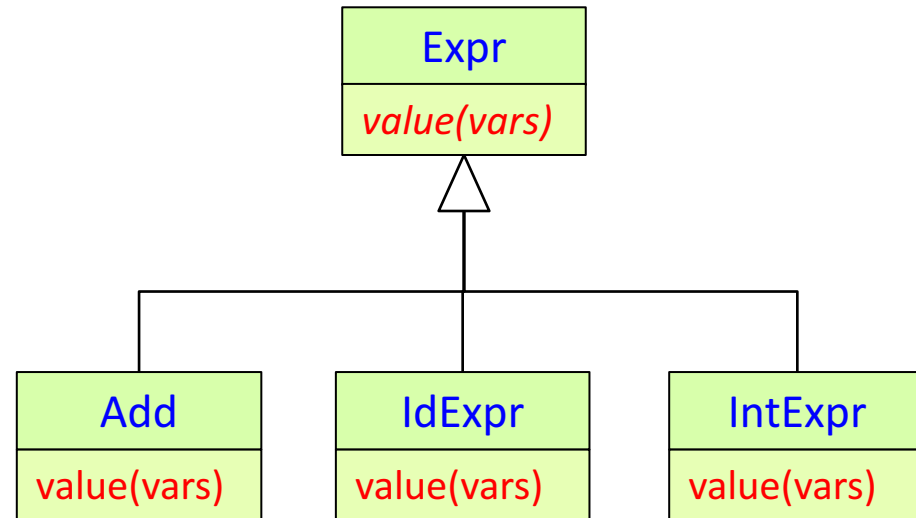 Expr
value(vars)
Add
IdExpr
IntExpr
value(vars)
value(vars)
value(vars)